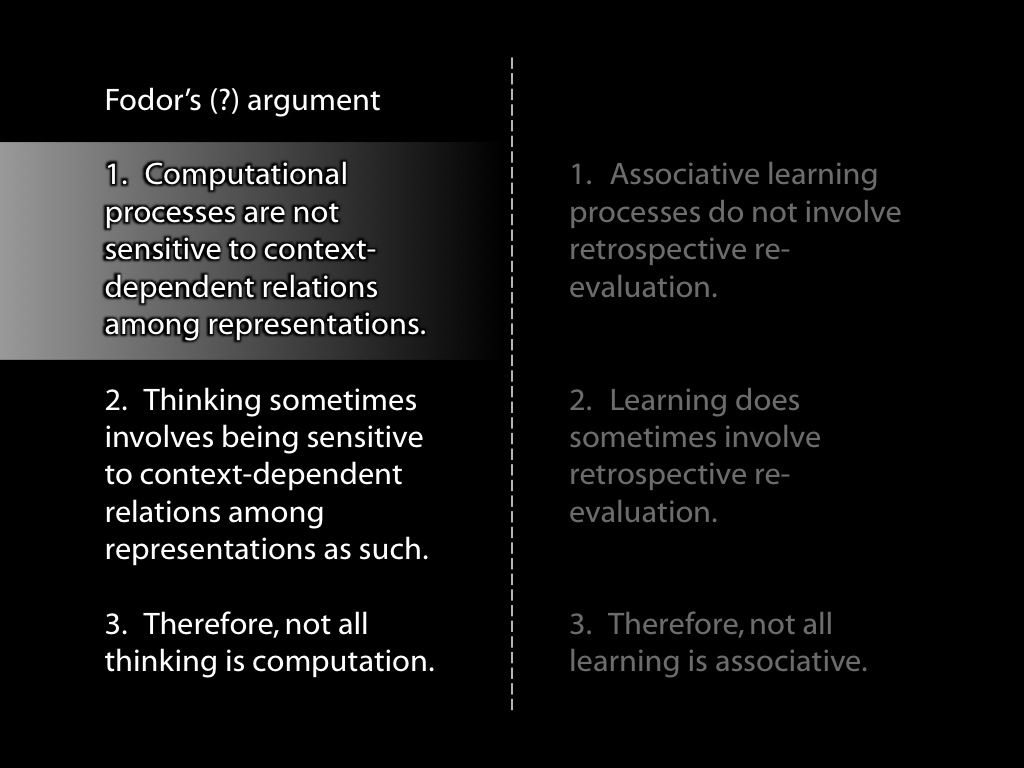 Fodor’s (?) argument
1. Computational
processes are not
sensitive to context-
dependent relations
among representations.
2. Thinking sometimes
involves being sensitive
to context-dependent
relations among
representations as such.
3. Therefore, not all
thinking is computation.
1. Associative learning
processes do not involve
retrospective re-
evaluation.
2. Learning does
sometimes involve
retrospective re-
evaluation.
3. Therefore, not all
learning is associative.